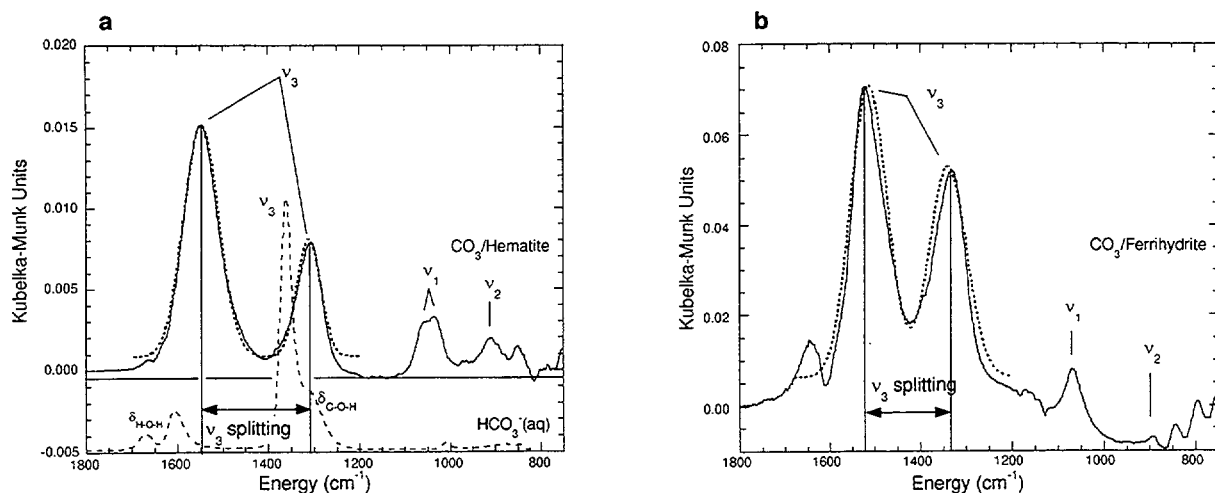 a
Kubelka-Munk Units
0.020
0.015
0.010
0.005
0.000
-0.005
ν3
ν3
CO3/Hematite
ν1
ν2
δH-O-H
ν3 splitting
δC-O-H
HCO3-(aq)
1800
1600
1400
1200
1000
800
Energy (cm-1)
b
Kubelka-Munk Units
0.08
0.06
0.04
0.02
0.00
ν3
CO3/Ferrihydrite
ν1
ν2
ν3 splitting
1800
1600
1400
1200
1000
800
Energy (cm-1)